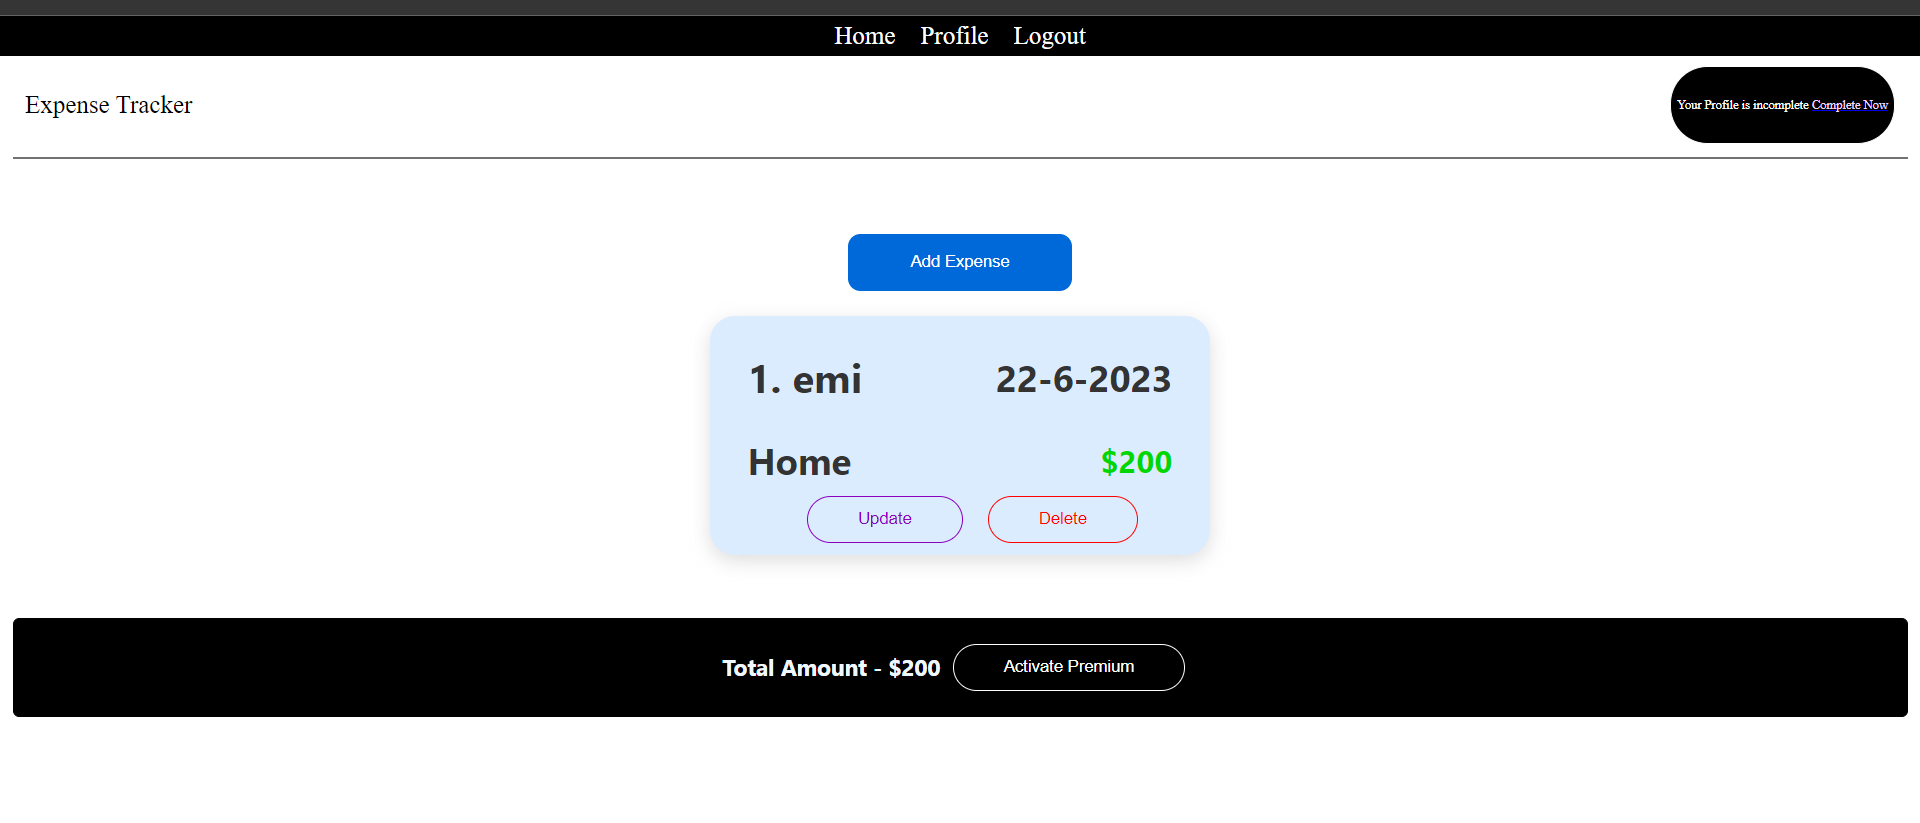 Home Profile Logout
Expense Tracker
Your Profile is incomplete Complete Now
Add Expense
1. emi 22-6-2023
Home $200
Update Delete
Total Amount - $200 Activate Premium